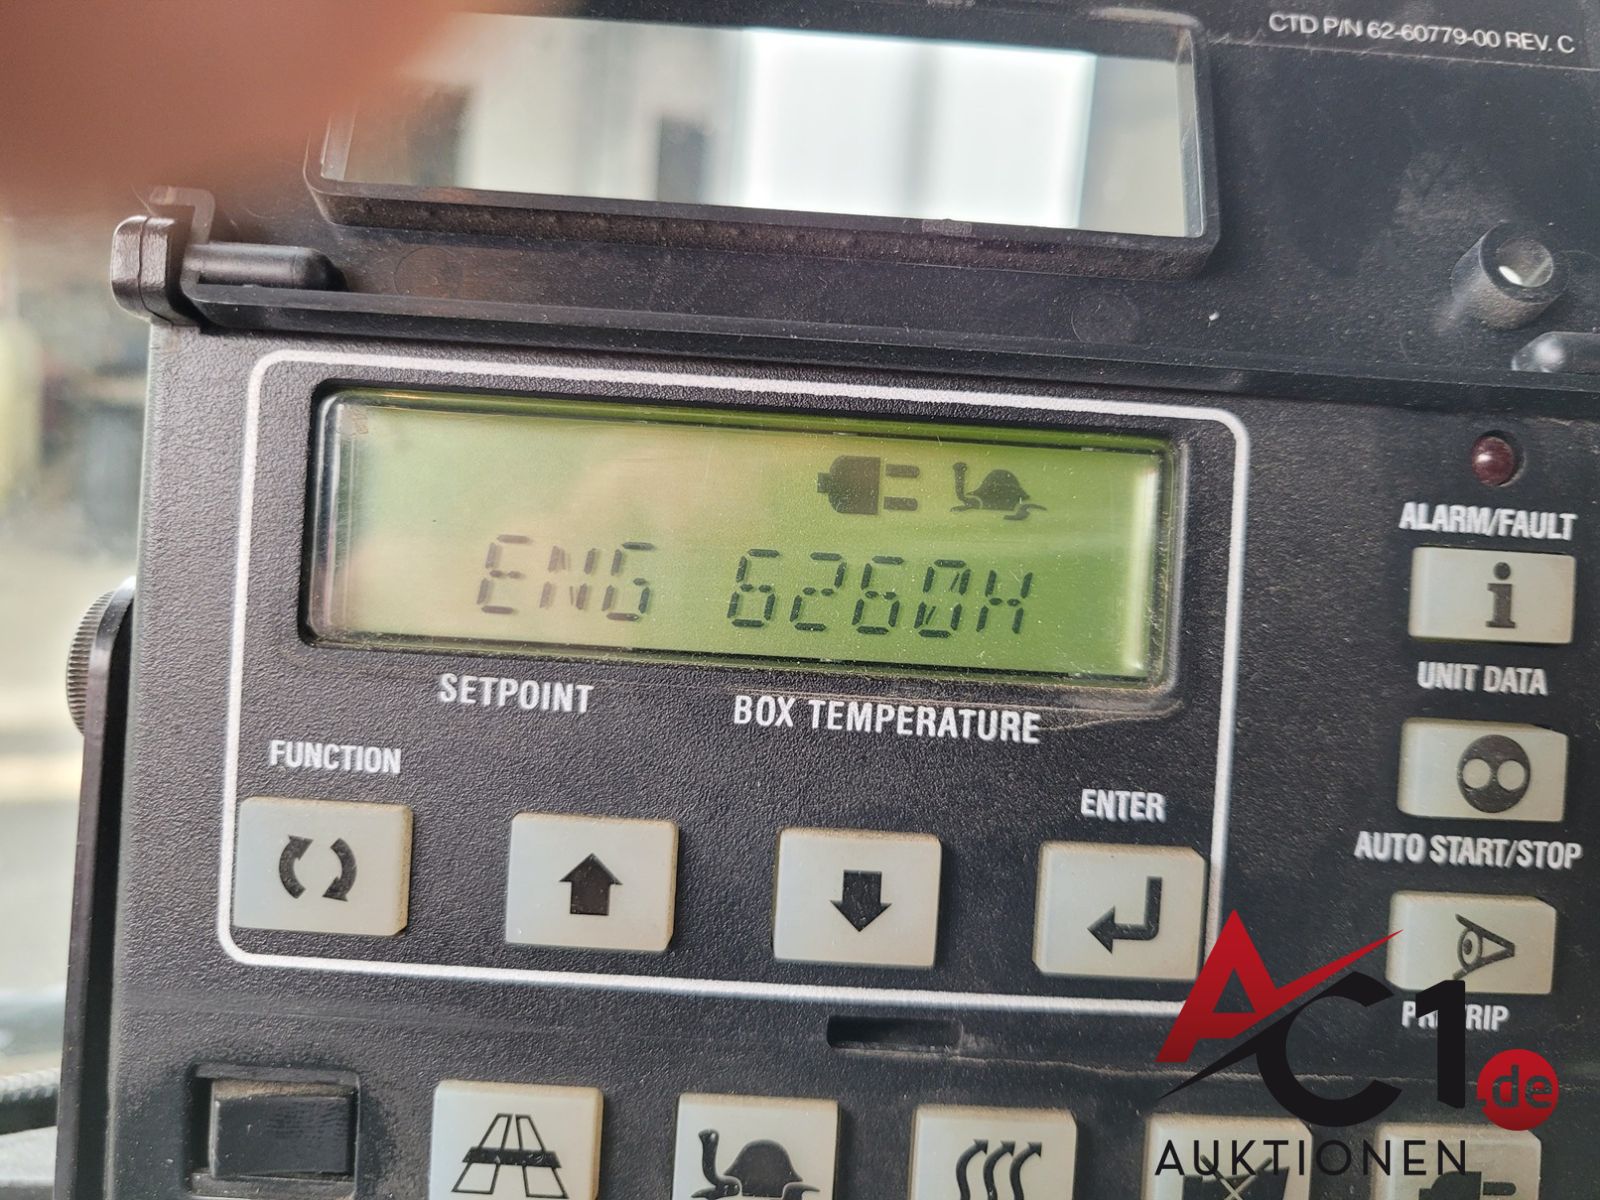 CTD P/N 62-60779-00 REV. C
ENG 6260H
SETPOINT
BOX TEMPERATURE
FUNCTION
ENTER
ALARM/FAULT
i
UNIT DATA
AUTO START/STOP
AC1.de
AUKTIONEN